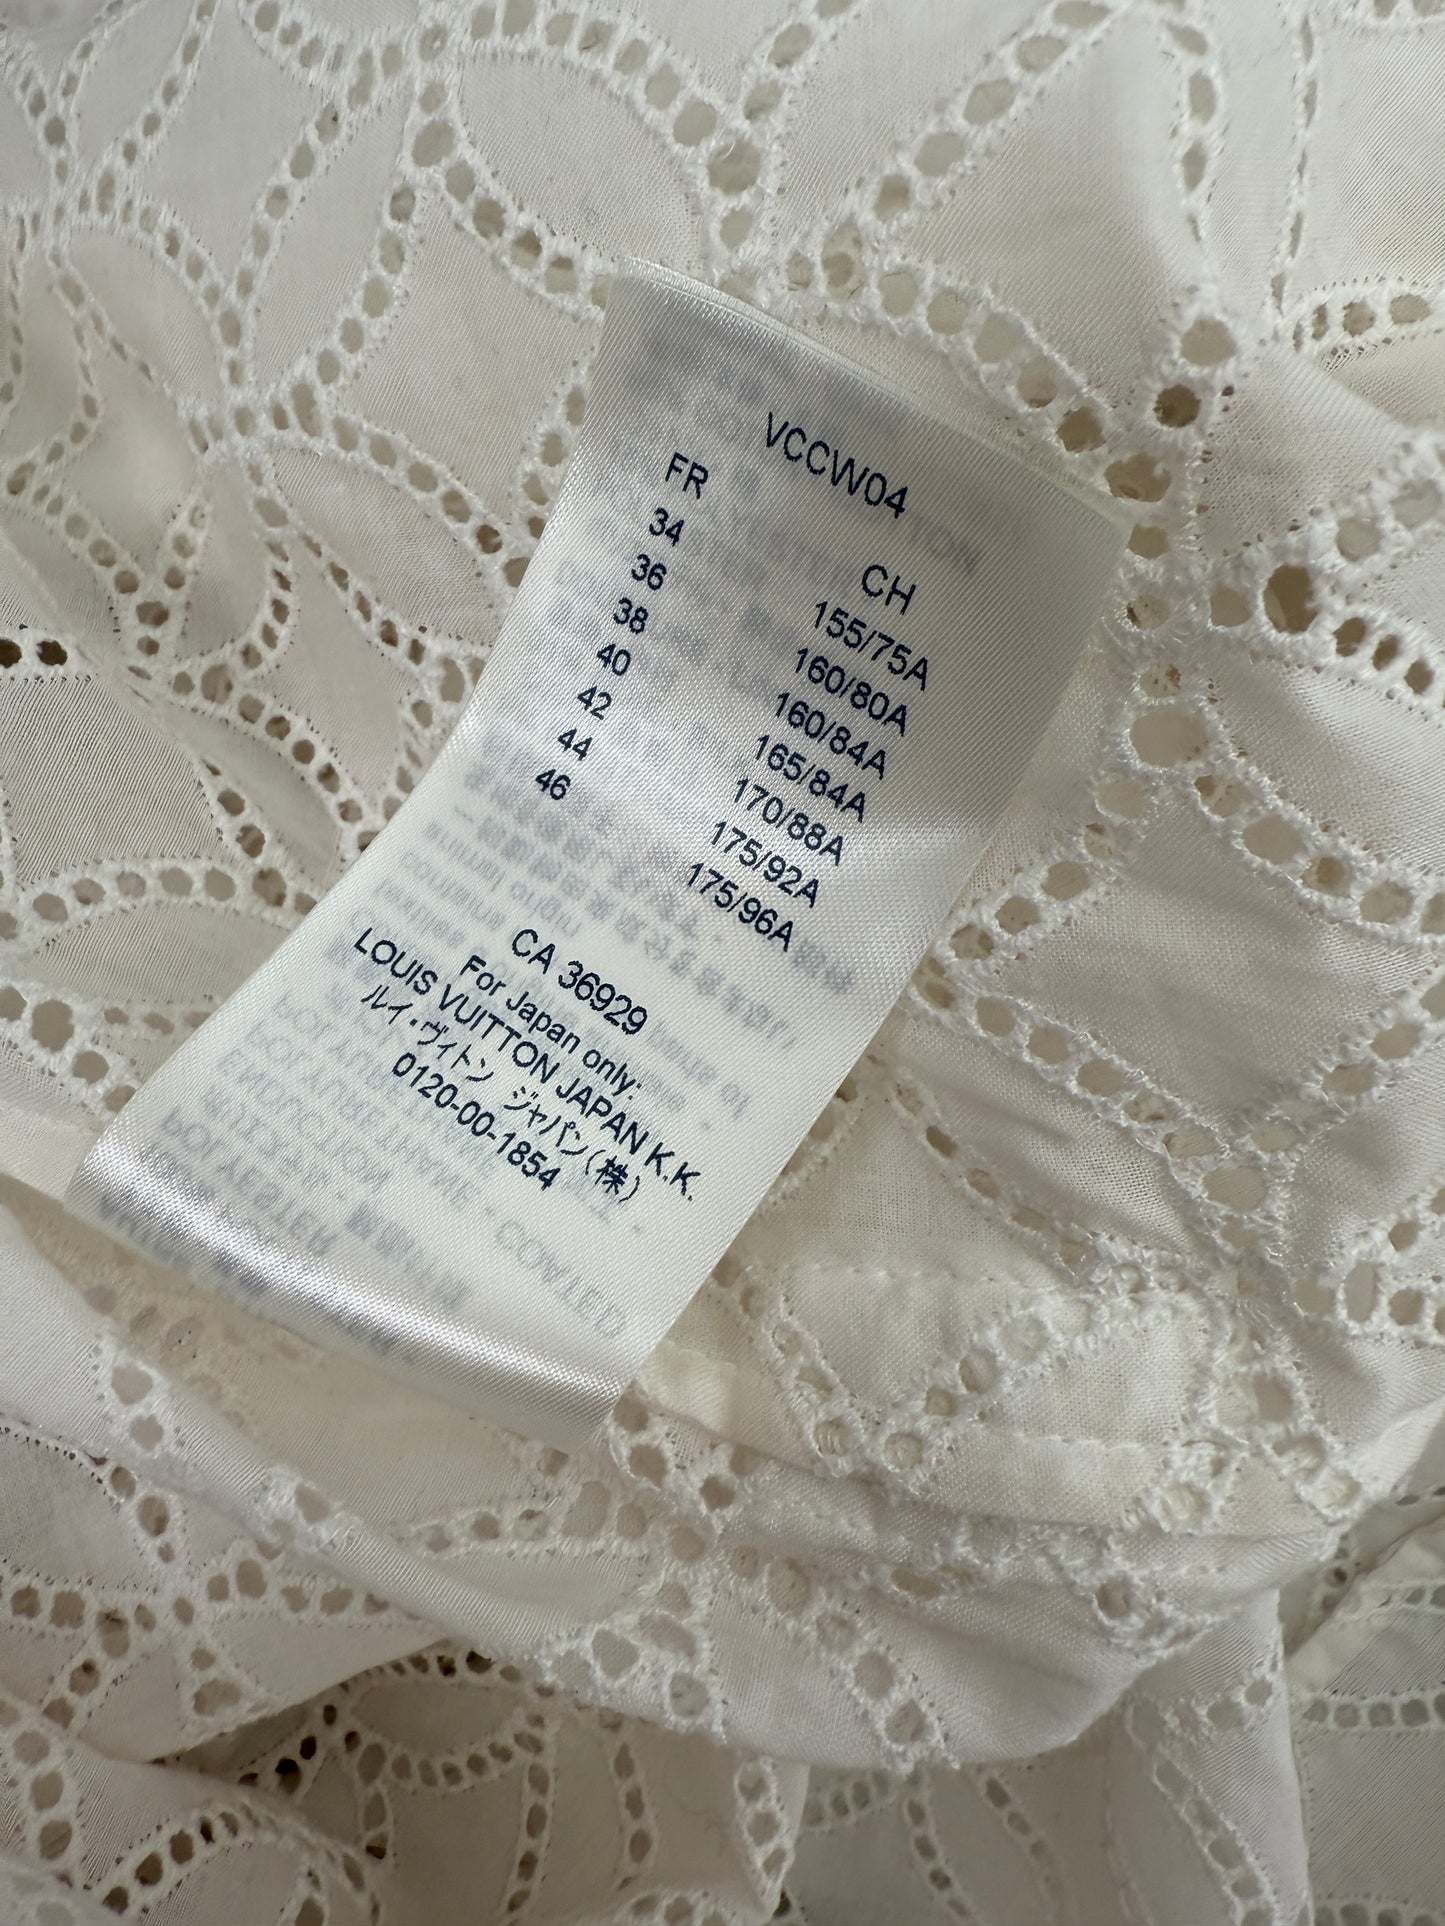 VCCW04
FR CH
34 155/75A
36 160/80A
38 160/84A
40 165/84A
42 170/88A
44 175/92A
46 175/96A
CA 36929
For Japan only:
LOUIS VUITTON JAPAN K.K.
ルイ・ヴィトン ジャパン(株)
0120-00-1854